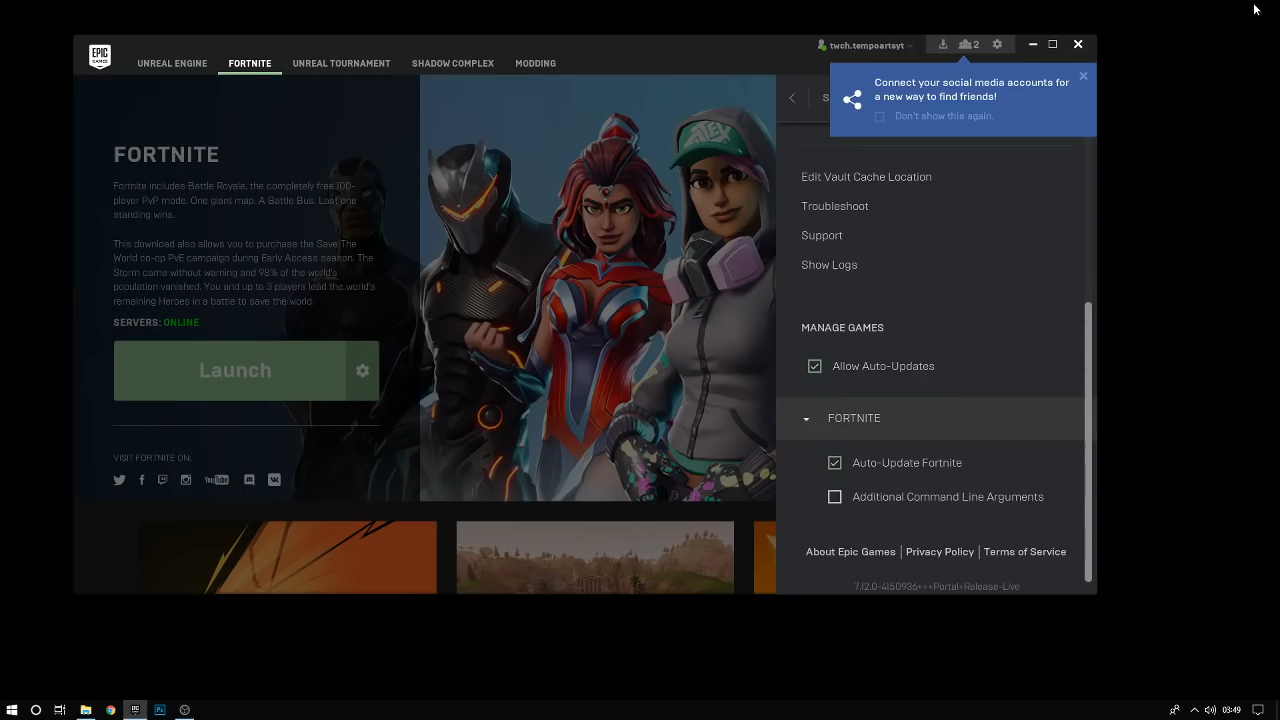 EPIC
GAMES
UNREAL ENGINE
FORTNITE
UNREAL TOURNAMENT
SHADOW COMPLEX
MODDING
twch.tempoartsyt
2
Connect your social media accounts for
a new way to find friends!
Don't show this again.
S
FORTNITE
Fortnite includes Battle Royale, the completely free 100-
player PvP mode. One giant map. A Battle Bus. Last one
standing wins.
This download also allows you to purchase the Save The
World co-op PvE campaign during Early Access season. The
Storm came without warning and 98% of the world's
population vanished. You and up to 3 players lead the world's
remaining Heroes in a battle to save the world.
SERVERS: ONLINE
Launch
VISIT FORTNITE ON:
YouTube
Edit Vault Cache Location
Troubleshoot
Support
Show Logs
MANAGE GAMES
Allow Auto-Updates
FORTNITE
Auto-Update Fortnite
Additional Command Line Arguments
About Epic Games
Privacy Policy
Terms of Service
7.12.0-4150936+++Portal+Release-Live
Ps
03:49